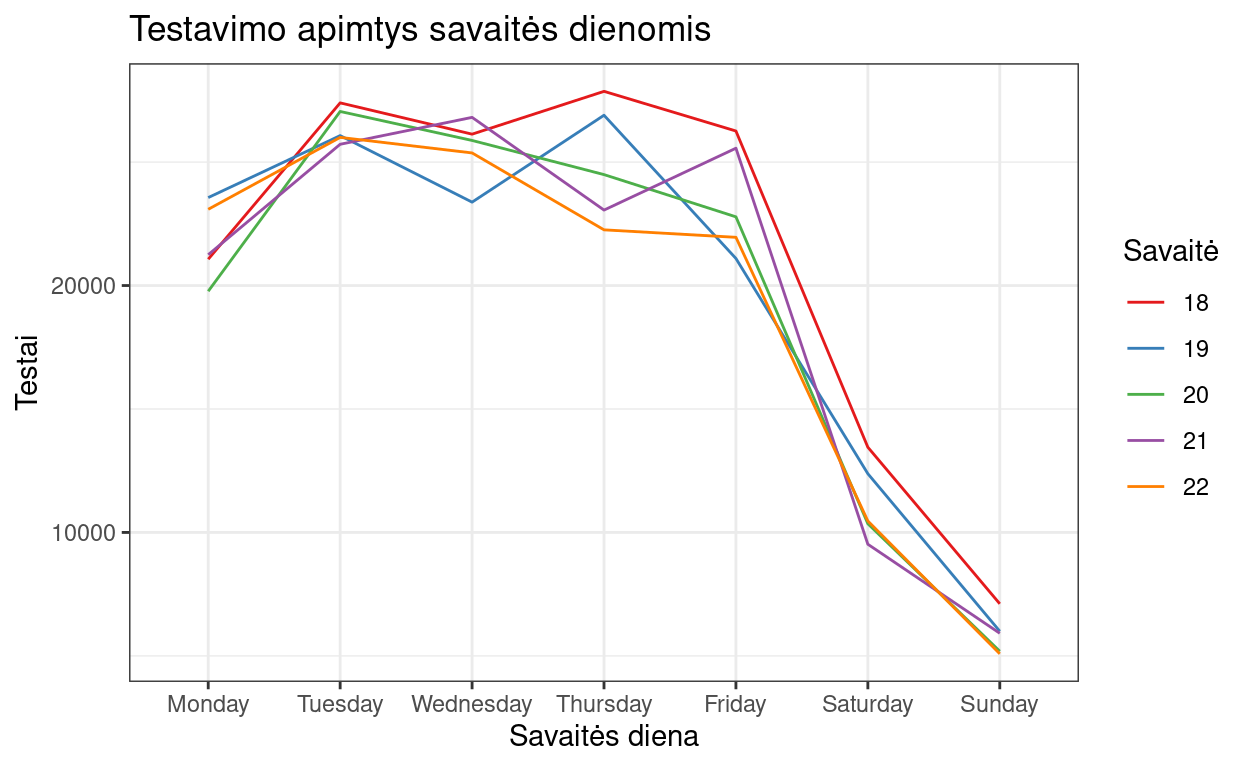 Testavimo apimtys savaitės dienomis
Testai
20000
10000
Monday
Tuesday
Wednesday
Thursday
Friday
Saturday
Sunday
Savaitės diena
Savaitė
18
19
20
21
22